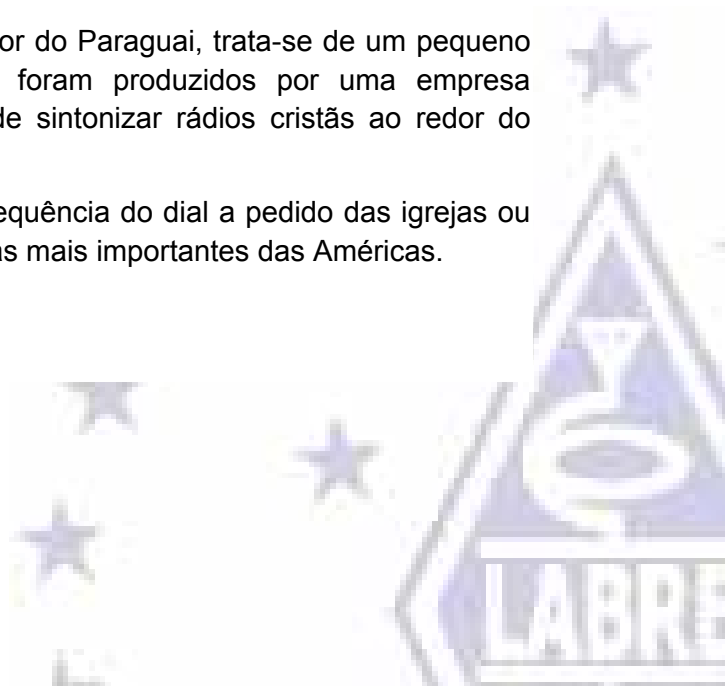 or do Paraguai, trata-se de um pequeno
foram produzidos por uma empresa
de sintonizar rádios cristãs ao redor do
equência do dial a pedido das igrejas ou
as mais importantes das Américas.
LABRE